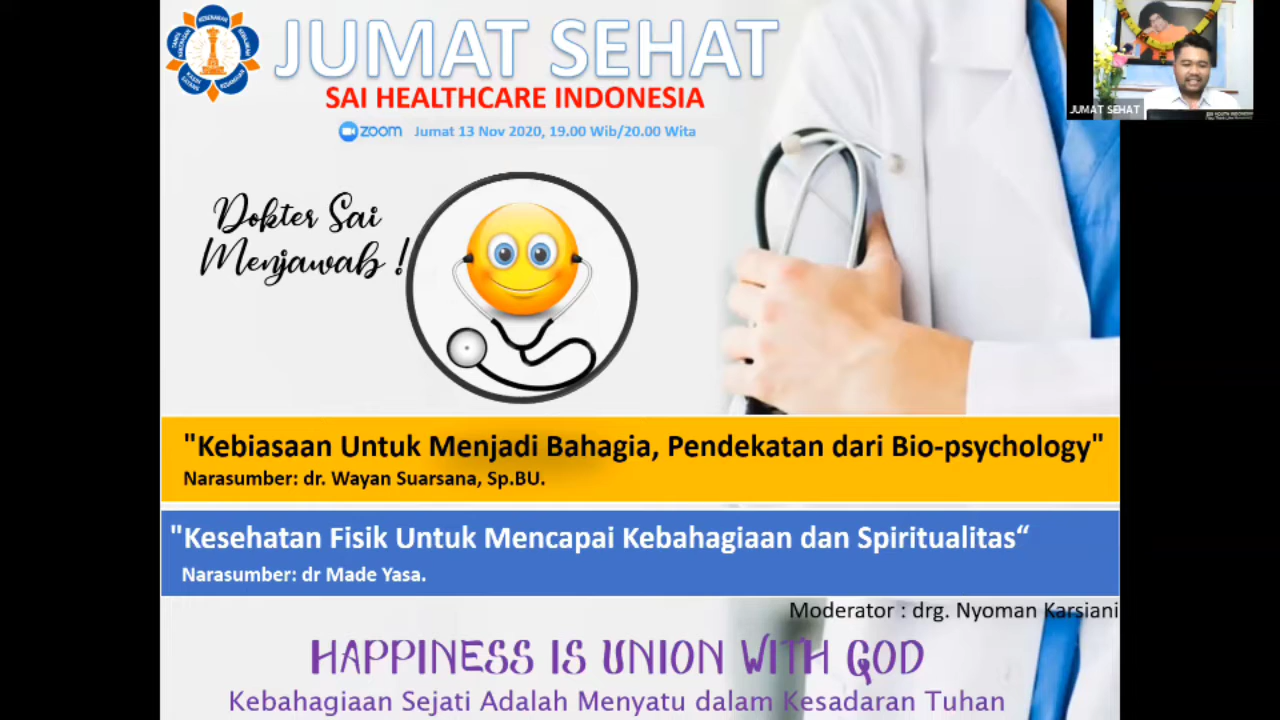 JUMAT SEHAT
SAI HEALTHCARE INDONESIA
zoom Jumat 13 Nov 2020, 19.00 Wib/20.00 Wita
Dokter Sai
Menjawab !
"Kebiasaan Untuk Menjadi Bahagia, Pendekatan dari Bio-psychology"
Narasumber: dr. Wayan Suarsana, Sp.BU.
"Kesehatan Fisik Untuk Mencapai Kebahagiaan dan Spiritualitas“
Narasumber: dr Made Yasa.
Moderator : drg. Nyoman Karsiani
HAPPINESS IS UNION WITH GOD
Kebahagiaan Sejati Adalah Menyatu dalam Kesadaran Tuhan
JUMAT SEHAT